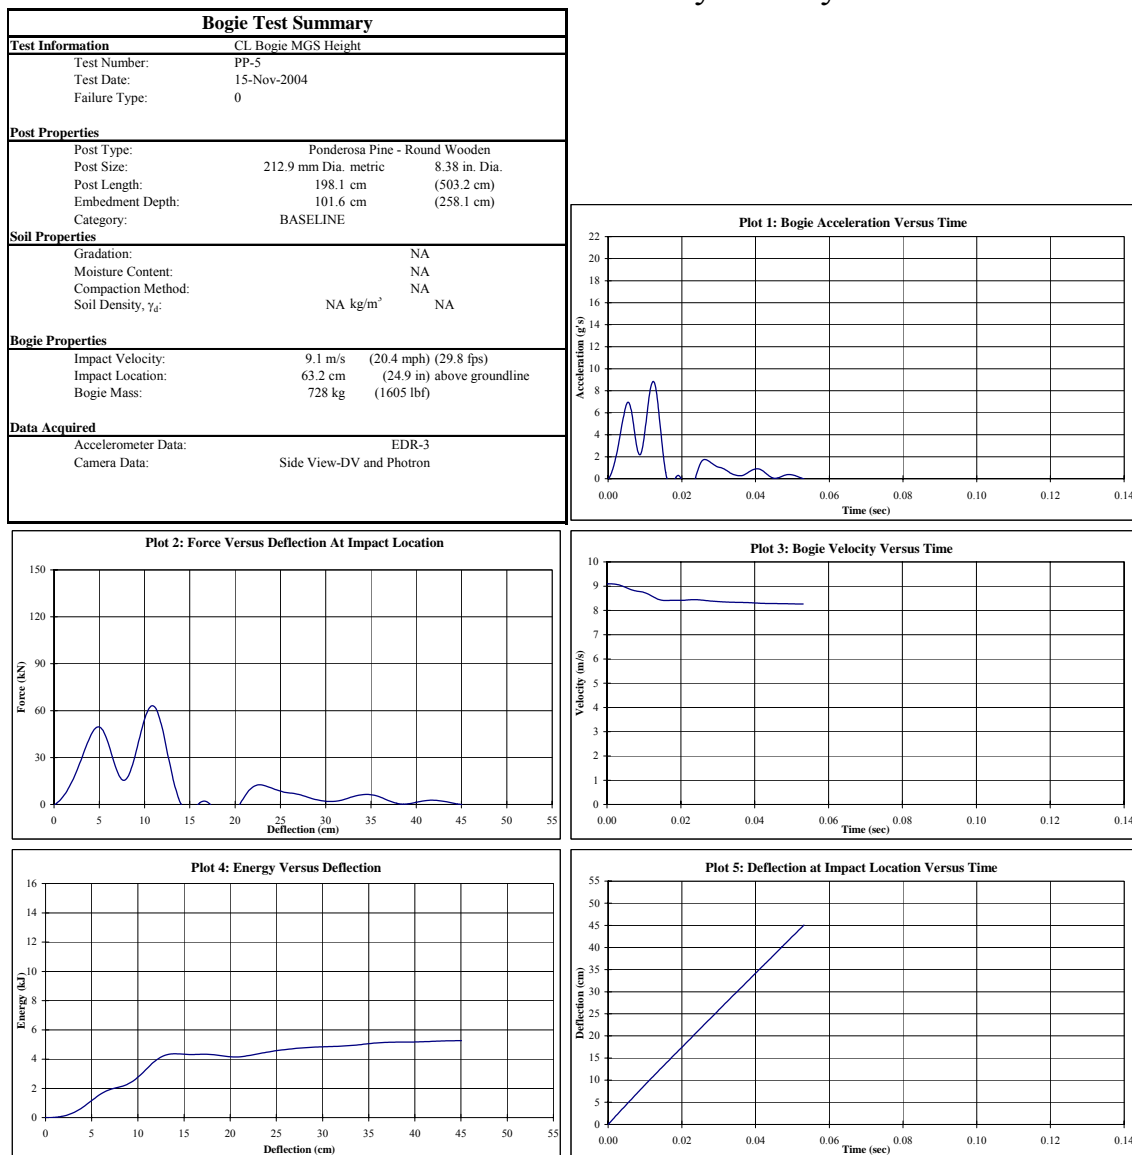 Bogie Test Summary
Test Information CL Bogie MGS Height
Test Number: PP-5
Test Date: 15-Nov-2004
Failure Type: 0
Post Properties
Post Type: Ponderosa Pine - Round Wooden
Post Size: 212.9 mm Dia. metric 8.38 in. Dia.
Post Length: 198.1 cm (503.2 cm)
Embedment Depth: 101.6 cm (258.1 cm)
Category: BASELINE
Soil Properties
Gradation: NA
Moisture Content: NA
Compaction Method: NA
Soil Density, γd: NA kg/m³ NA
Bogie Properties
Impact Velocity: 9.1 m/s (20.4 mph) (29.8 fps)
Impact Location: 63.2 cm (24.9 in) above groundline
Bogie Mass: 728 kg (1605 lbf)
Data Acquired
Accelerometer Data: EDR-3
Camera Data: Side View-DV and Photron
Plot 1: Bogie Acceleration Versus Time
Acceleration (g's)
22
20
18
16
14
12
10
8
6
4
2
0
0.00 0.02 0.04 0.06 0.08 0.10 0.12 0.14
Time (sec)
Plot 2: Force Versus Deflection At Impact Location
Force (kN)
150
120
90
60
30
0
0 5 10 15 20 25 30 35 40 45 50 55
Deflection (cm)
Plot 3: Bogie Velocity Versus Time
Velocity (m/s)
10
9
8
7
6
5
4
3
2
1
0
0.00 0.02 0.04 0.06 0.08 0.10 0.12 0.14
Time (sec)
Plot 4: Energy Versus Deflection
Energy (kJ)
16
14
12
10
8
6
4
2
0
0 5 10 15 20 25 30 35 40 45 50 55
Deflection (cm)
Plot 5: Deflection at Impact Location Versus Time
Deflection (cm)
55
50
45
40
35
30
25
20
15
10
5
0
0.00 0.02 0.04 0.06 0.08 0.10 0.12 0.14
Time (sec)